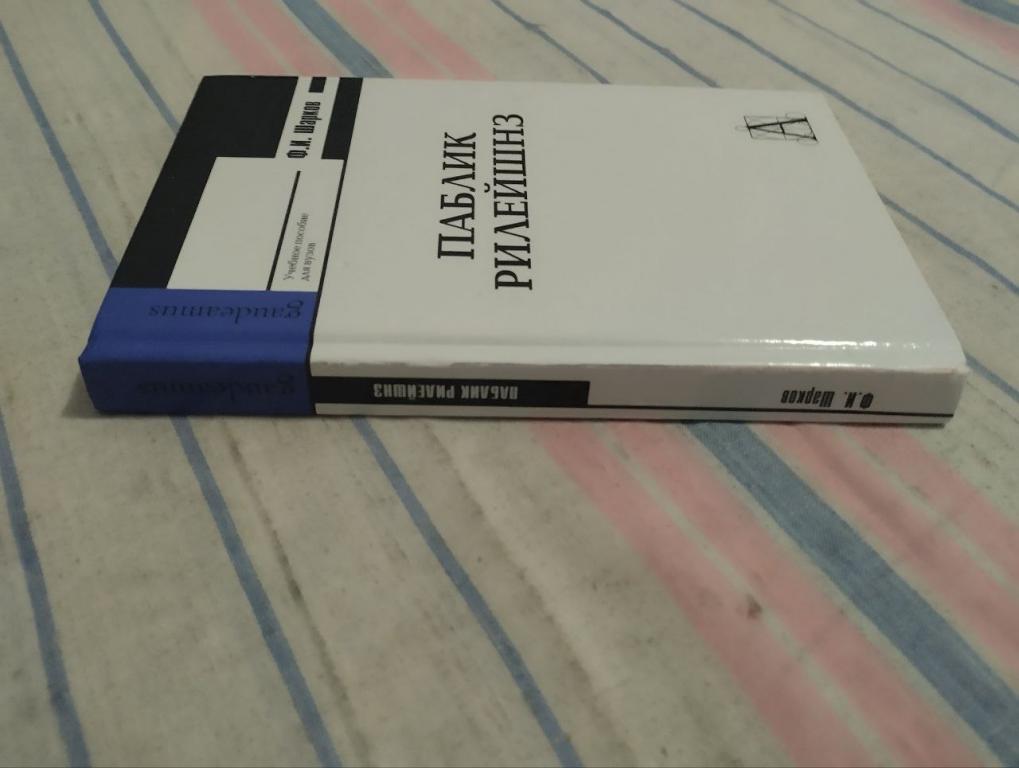 Ф.И. Шарков
ПАБЛИК
РИЛЕЙШНЗ
Учебное пособие
для вузов
gaudeamus
gaudeamus
ПАБЛИК РИЛЕЙШНЗ
Ф.И. Шарков